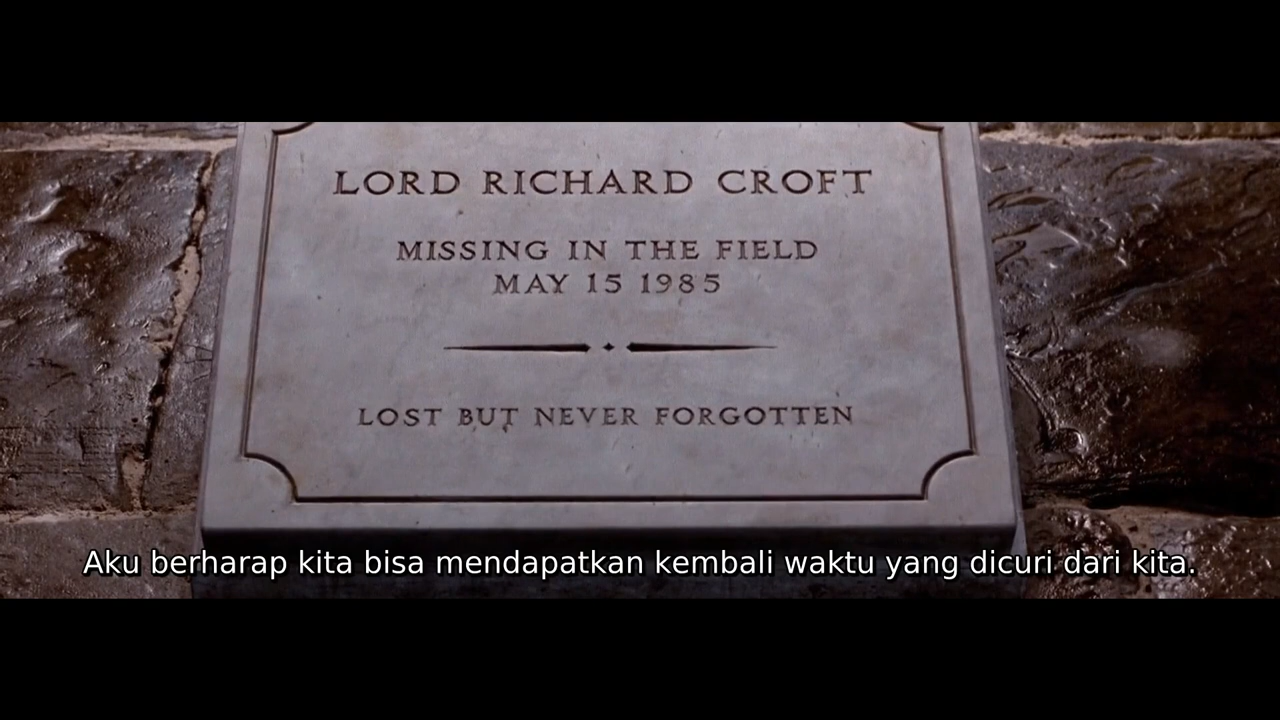 LORD RICHARD CROFT
MISSING IN THE FIELD
MAY 15 1985
LOST BUT NEVER FORGOTTEN
Aku berharap kita bisa mendapatkan kembali waktu yang dicuri dari kita.